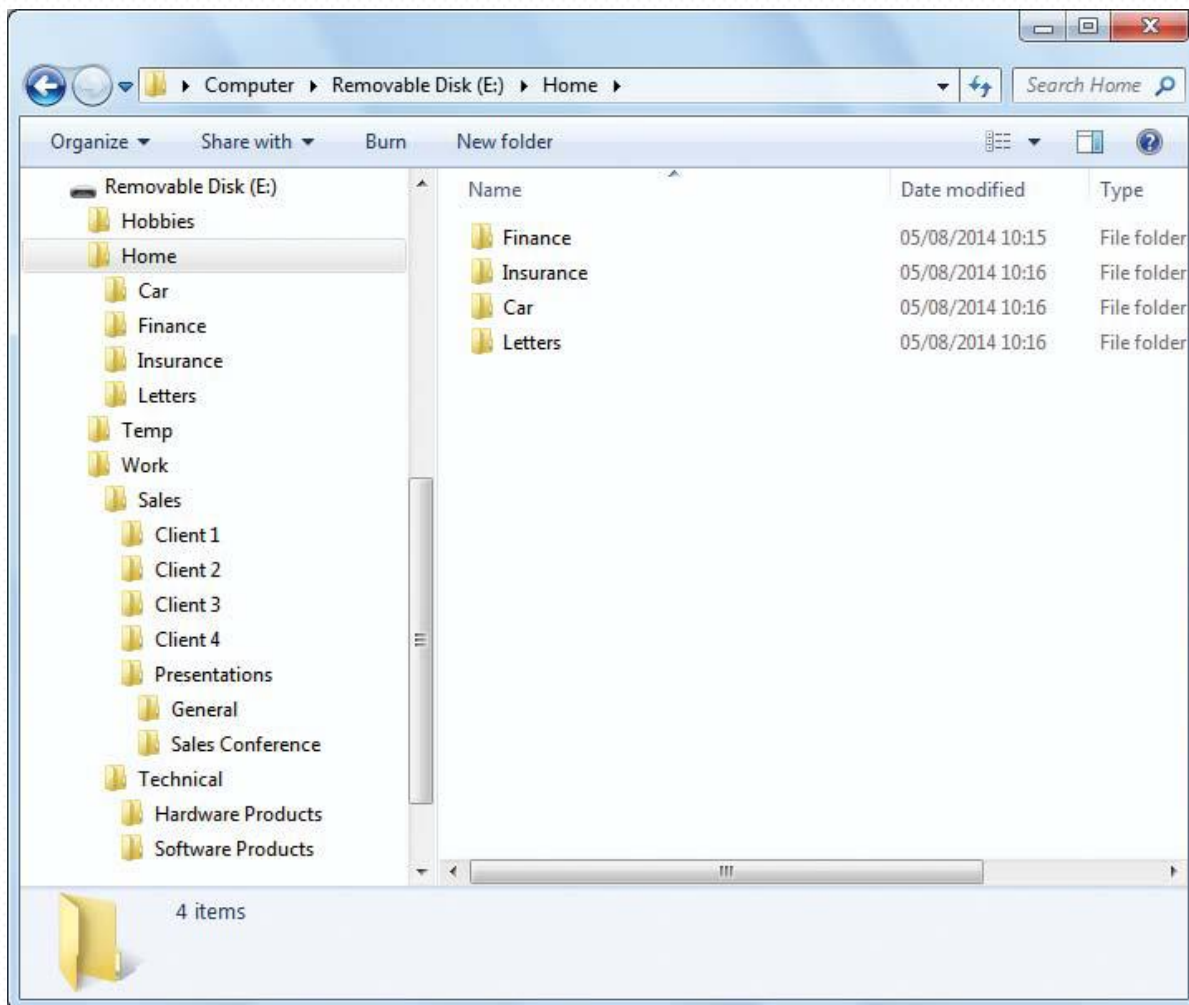 Computer Removable Disk (E:) Home
Search Home
Organize Share with Burn New folder
Removable Disk (E:)
Hobbies
Home
Car
Finance
Insurance
Letters
Temp
Work
Sales
Client 1
Client 2
Client 3
Client 4
Presentations
General
Sales Conference
Technical
Hardware Products
Software Products
Name Date modified Type
Finance 05/08/2014 10:15 File folder
Insurance 05/08/2014 10:16 File folder
Car 05/08/2014 10:16 File folder
Letters 05/08/2014 10:16 File folder
4 items